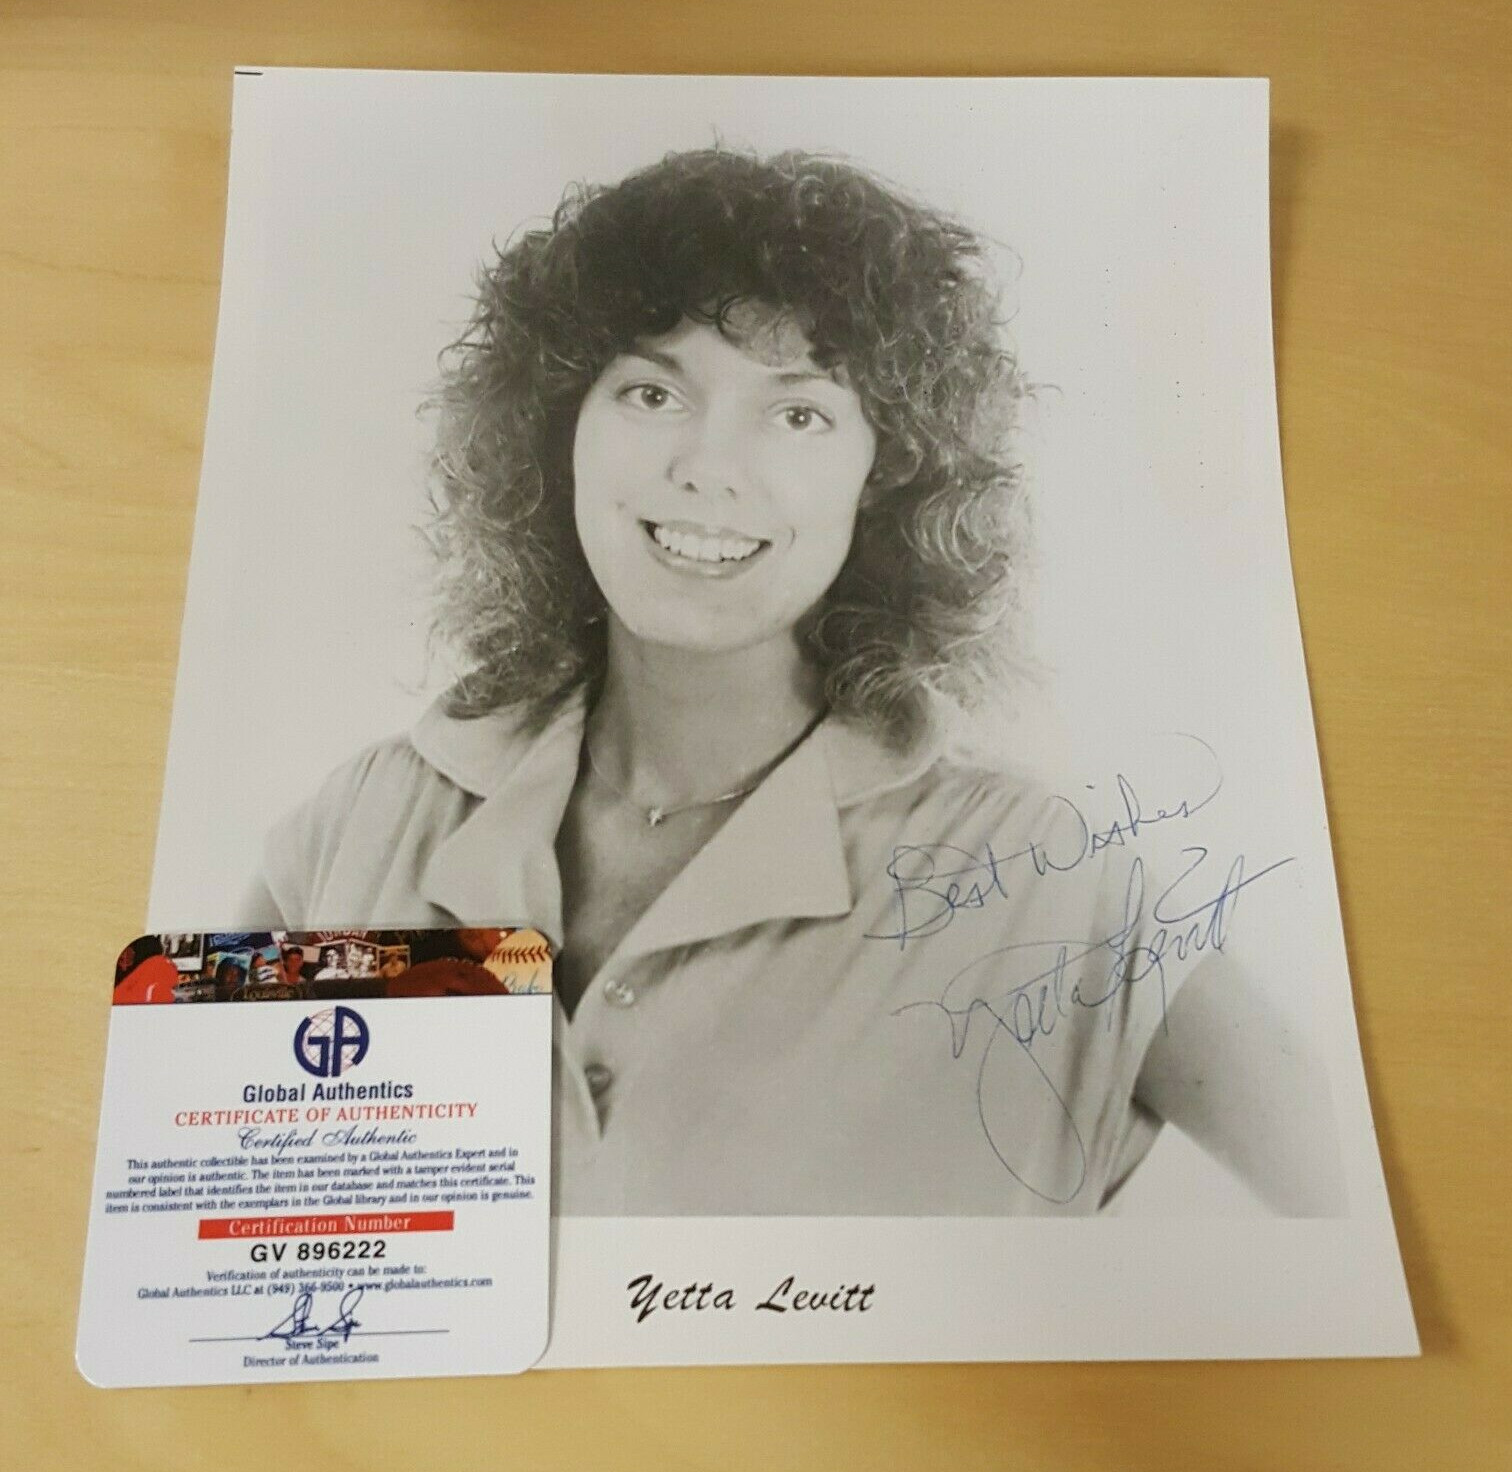 Best Wishes
Yetta Levitt
GA
Global Authentics
CERTIFICATE OF AUTHENTICITY
Certified Authentic
This authentic collectible has been examined by a Global Authentics Expert and in
our opinion is authentic. The item has been marked with a tamper evident serial
numbered label that identifies the item in our database and matches this certificate. This
item is consistent with the exemplars in the Global library and in our opinion is genuine.
Certification Number
GV 896222
Verification of authenticity can be made to:
Global Authentics LLC at (949) 366-9500 • www.globalauthentics.com
Steve Sipe
Steve Sipe
Director of Authentication
Yetta Levitt